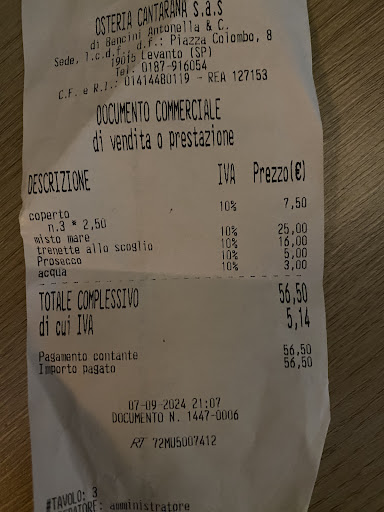 OSTERIA CANTARANA s.a.s
di Bancini Antonella & C.
Sede, l.c.d.f., d.f.: Piazza Colombo, 8
19015 Levanto (SP)
Tel. 0187-916054
C.F. e R.I.: 01414480119 - REA 127153
DOCUMENTO COMMERCIALE
di vendita o prestazione
DESCRIZIONE IVA Prezzo(€)
coperto 10% 7,50
n.3 * 2,50
misto mare 10% 25,00
trenette allo scoglio 10% 16,00
Prosecco 10% 5,00
acqua 10% 3,00
TOTALE COMPLESSIVO 56,50
di cui IVA 5,14
Pagamento contante 56,50
Importo pagato 56,50
07-09-2024 21:07
DOCUMENTO N. 1447-0006
RT 72MU5007412
#TAVOLO: 3
amministratore